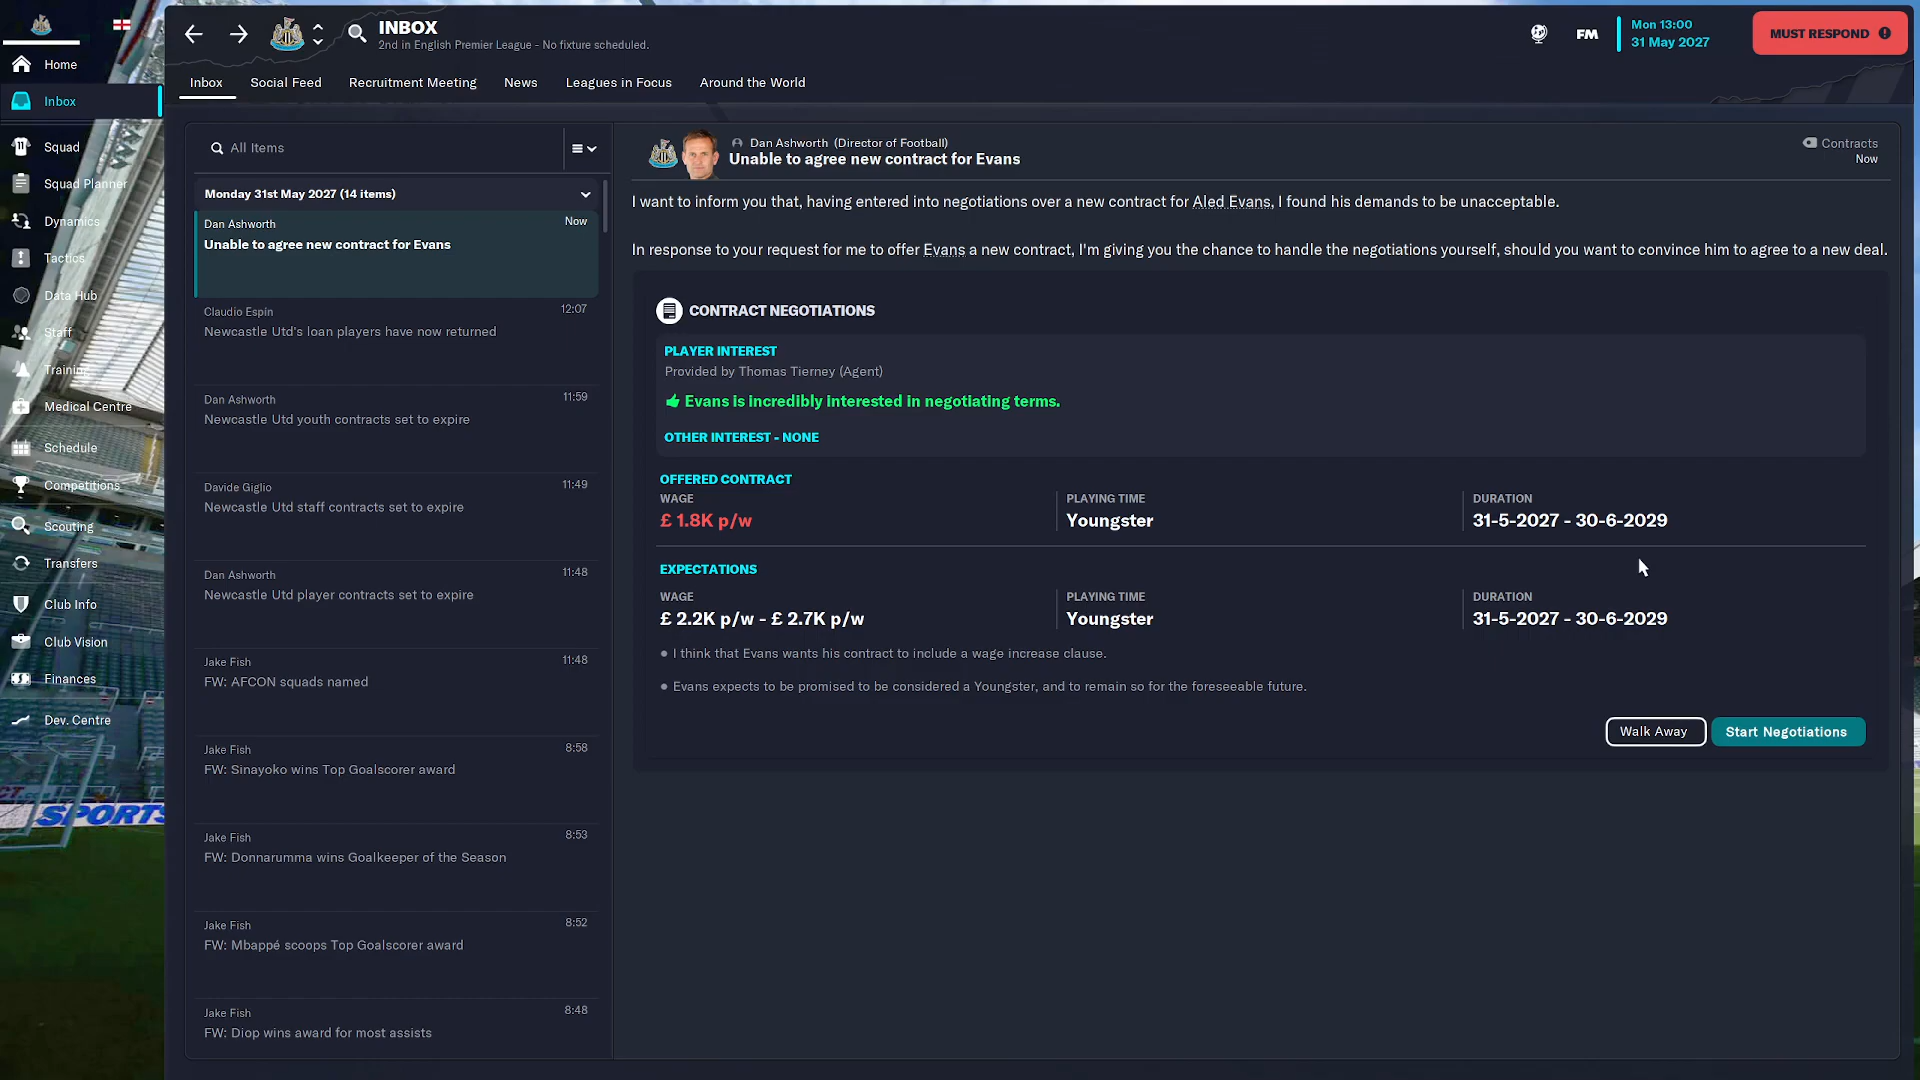 INBOX
2nd in English Premier League - No fixture scheduled.
FM
Mon 13:00
31 May 2027
MUST RESPOND
Home
Inbox
Squad
Squad Planner
Dynamics
Tactics
Data Hub
Staff
Training
Medical Centre
Schedule
Competitions
Scouting
Transfers
Club Info
Club Vision
Finances
Dev. Centre
SPORTS
Inbox
Social Feed
Recruitment Meeting
News
Leagues in Focus
Around the World
All Items
Monday 31st May 2027 (14 items)
Dan Ashworth
Now
Unable to agree new contract for Evans
Claudio Espín
12:07
Newcastle Utd's loan players have now returned
Dan Ashworth
11:59
Newcastle Utd youth contracts set to expire
Davide Giglio
11:49
Newcastle Utd staff contracts set to expire
Dan Ashworth
11:48
Newcastle Utd player contracts set to expire
Jake Fish
11:48
FW: AFCON squads named
Jake Fish
8:58
FW: Sinayoko wins Top Goalscorer award
Jake Fish
8:53
FW: Donnarumma wins Goalkeeper of the Season
Jake Fish
8:52
FW: Mbappé scoops Top Goalscorer award
Jake Fish
8:48
FW: Diop wins award for most assists
Dan Ashworth (Director of Football)
Unable to agree new contract for Evans
Contracts
Now
I want to inform you that, having entered into negotiations over a new contract for Aled Evans, I found his demands to be unacceptable.
In response to your request for me to offer Evans a new contract, I'm giving you the chance to handle the negotiations yourself, should you want to convince him to agree to a new deal.
CONTRACT NEGOTIATIONS
PLAYER INTEREST
Provided by Thomas Tierney (Agent)
Evans is incredibly interested in negotiating terms.
OTHER INTEREST - NONE
OFFERED CONTRACT
WAGE
£ 1.8K p/w
PLAYING TIME
Youngster
DURATION
31-5-2027 - 30-6-2029
EXPECTATIONS
WAGE
£ 2.2K p/w - £ 2.7K p/w
PLAYING TIME
Youngster
DURATION
31-5-2027 - 30-6-2029
• I think that Evans wants his contract to include a wage increase clause.
• Evans expects to be promised to be considered a Youngster, and to remain so for the foreseeable future.
Walk Away
Start Negotiations